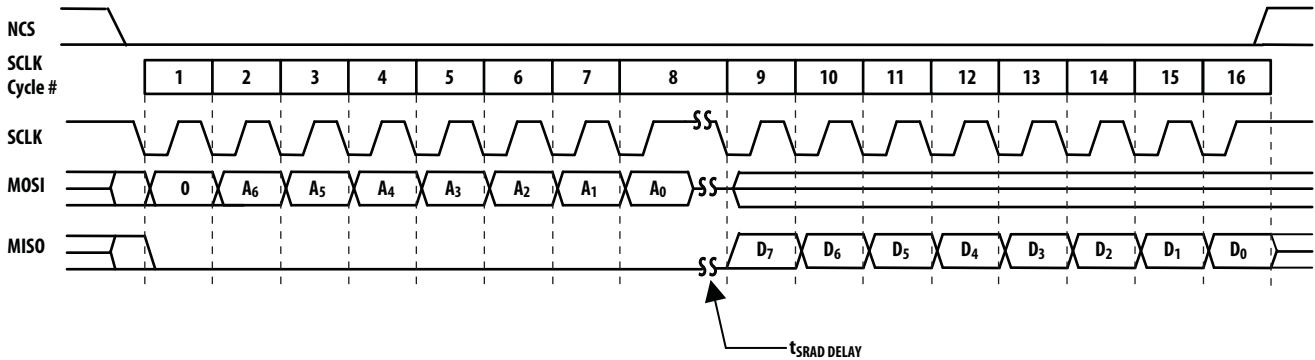 NCS
SCLK
Cycle #
1 2 3 4 5 6 7 8 9 10 11 12 13 14 15 16
SCLK
MOSI
0 A6 A5 A4 A3 A2 A1 A0
MISO
D7 D6 D5 D4 D3 D2 D1 D0
tSRAD DELAY